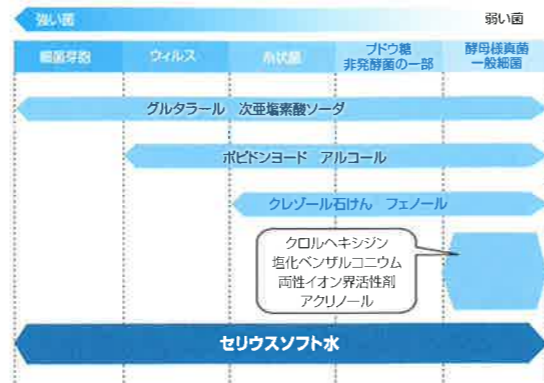 強い菌 弱い菌
細菌芽胞 ウィルス 糸状菌 ブドウ糖非発酵菌の一部 酵母様真菌一般細菌
グルタラール 次亜塩素酸ソーダ
ポビドンヨード アルコール
クレゾール石けん フェノール
クロルヘキシジン
塩化ベンザルコニウム
両性イオン界活性剤
アクリノール
セリウスソフト水